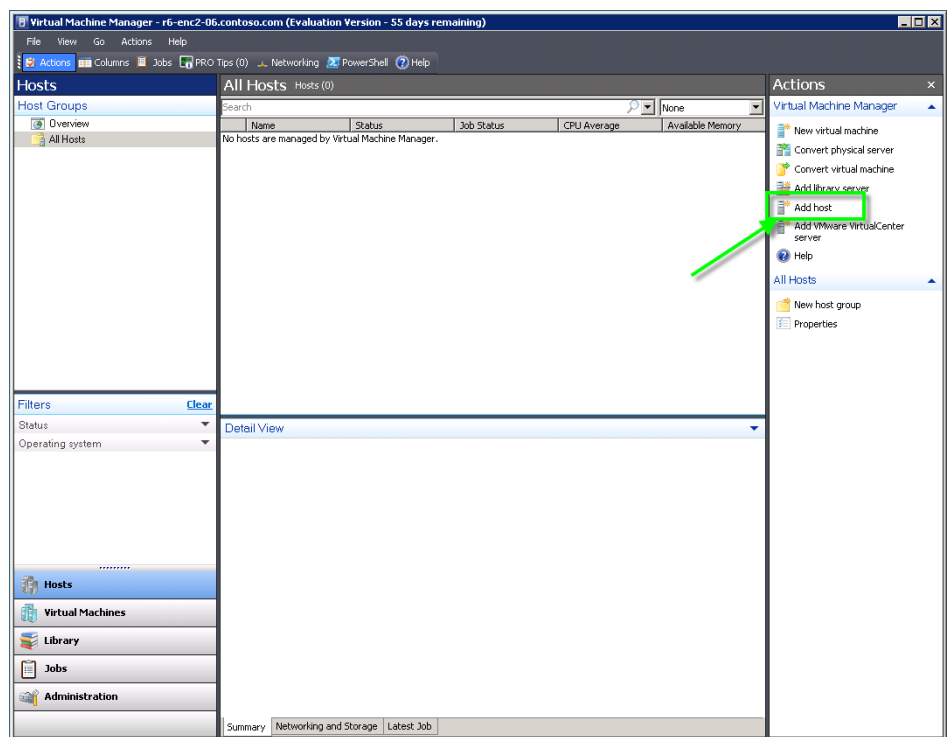 Virtual Machine Manager - r6-enc2-06.contoso.com (Evaluation Version - 55 days remaining)
File View Go Actions Help
Actions Columns Jobs PRO Tips (0) Networking PowerShell Help
Hosts
Host Groups
Overview
All Hosts
Filters Clear
Status
Operating system
Hosts
Virtual Machines
Library
Jobs
Administration
All Hosts Hosts (0)
Search None
Name Status Job Status CPU Average Available Memory
No hosts are managed by Virtual Machine Manager.
Detail View
Summary Networking and Storage Latest Job
Actions
Virtual Machine Manager
New virtual machine
Convert physical server
Convert virtual machine
Add library server
Add host
Add VMware VirtualCenter
server
Help
All Hosts
New host group
Properties